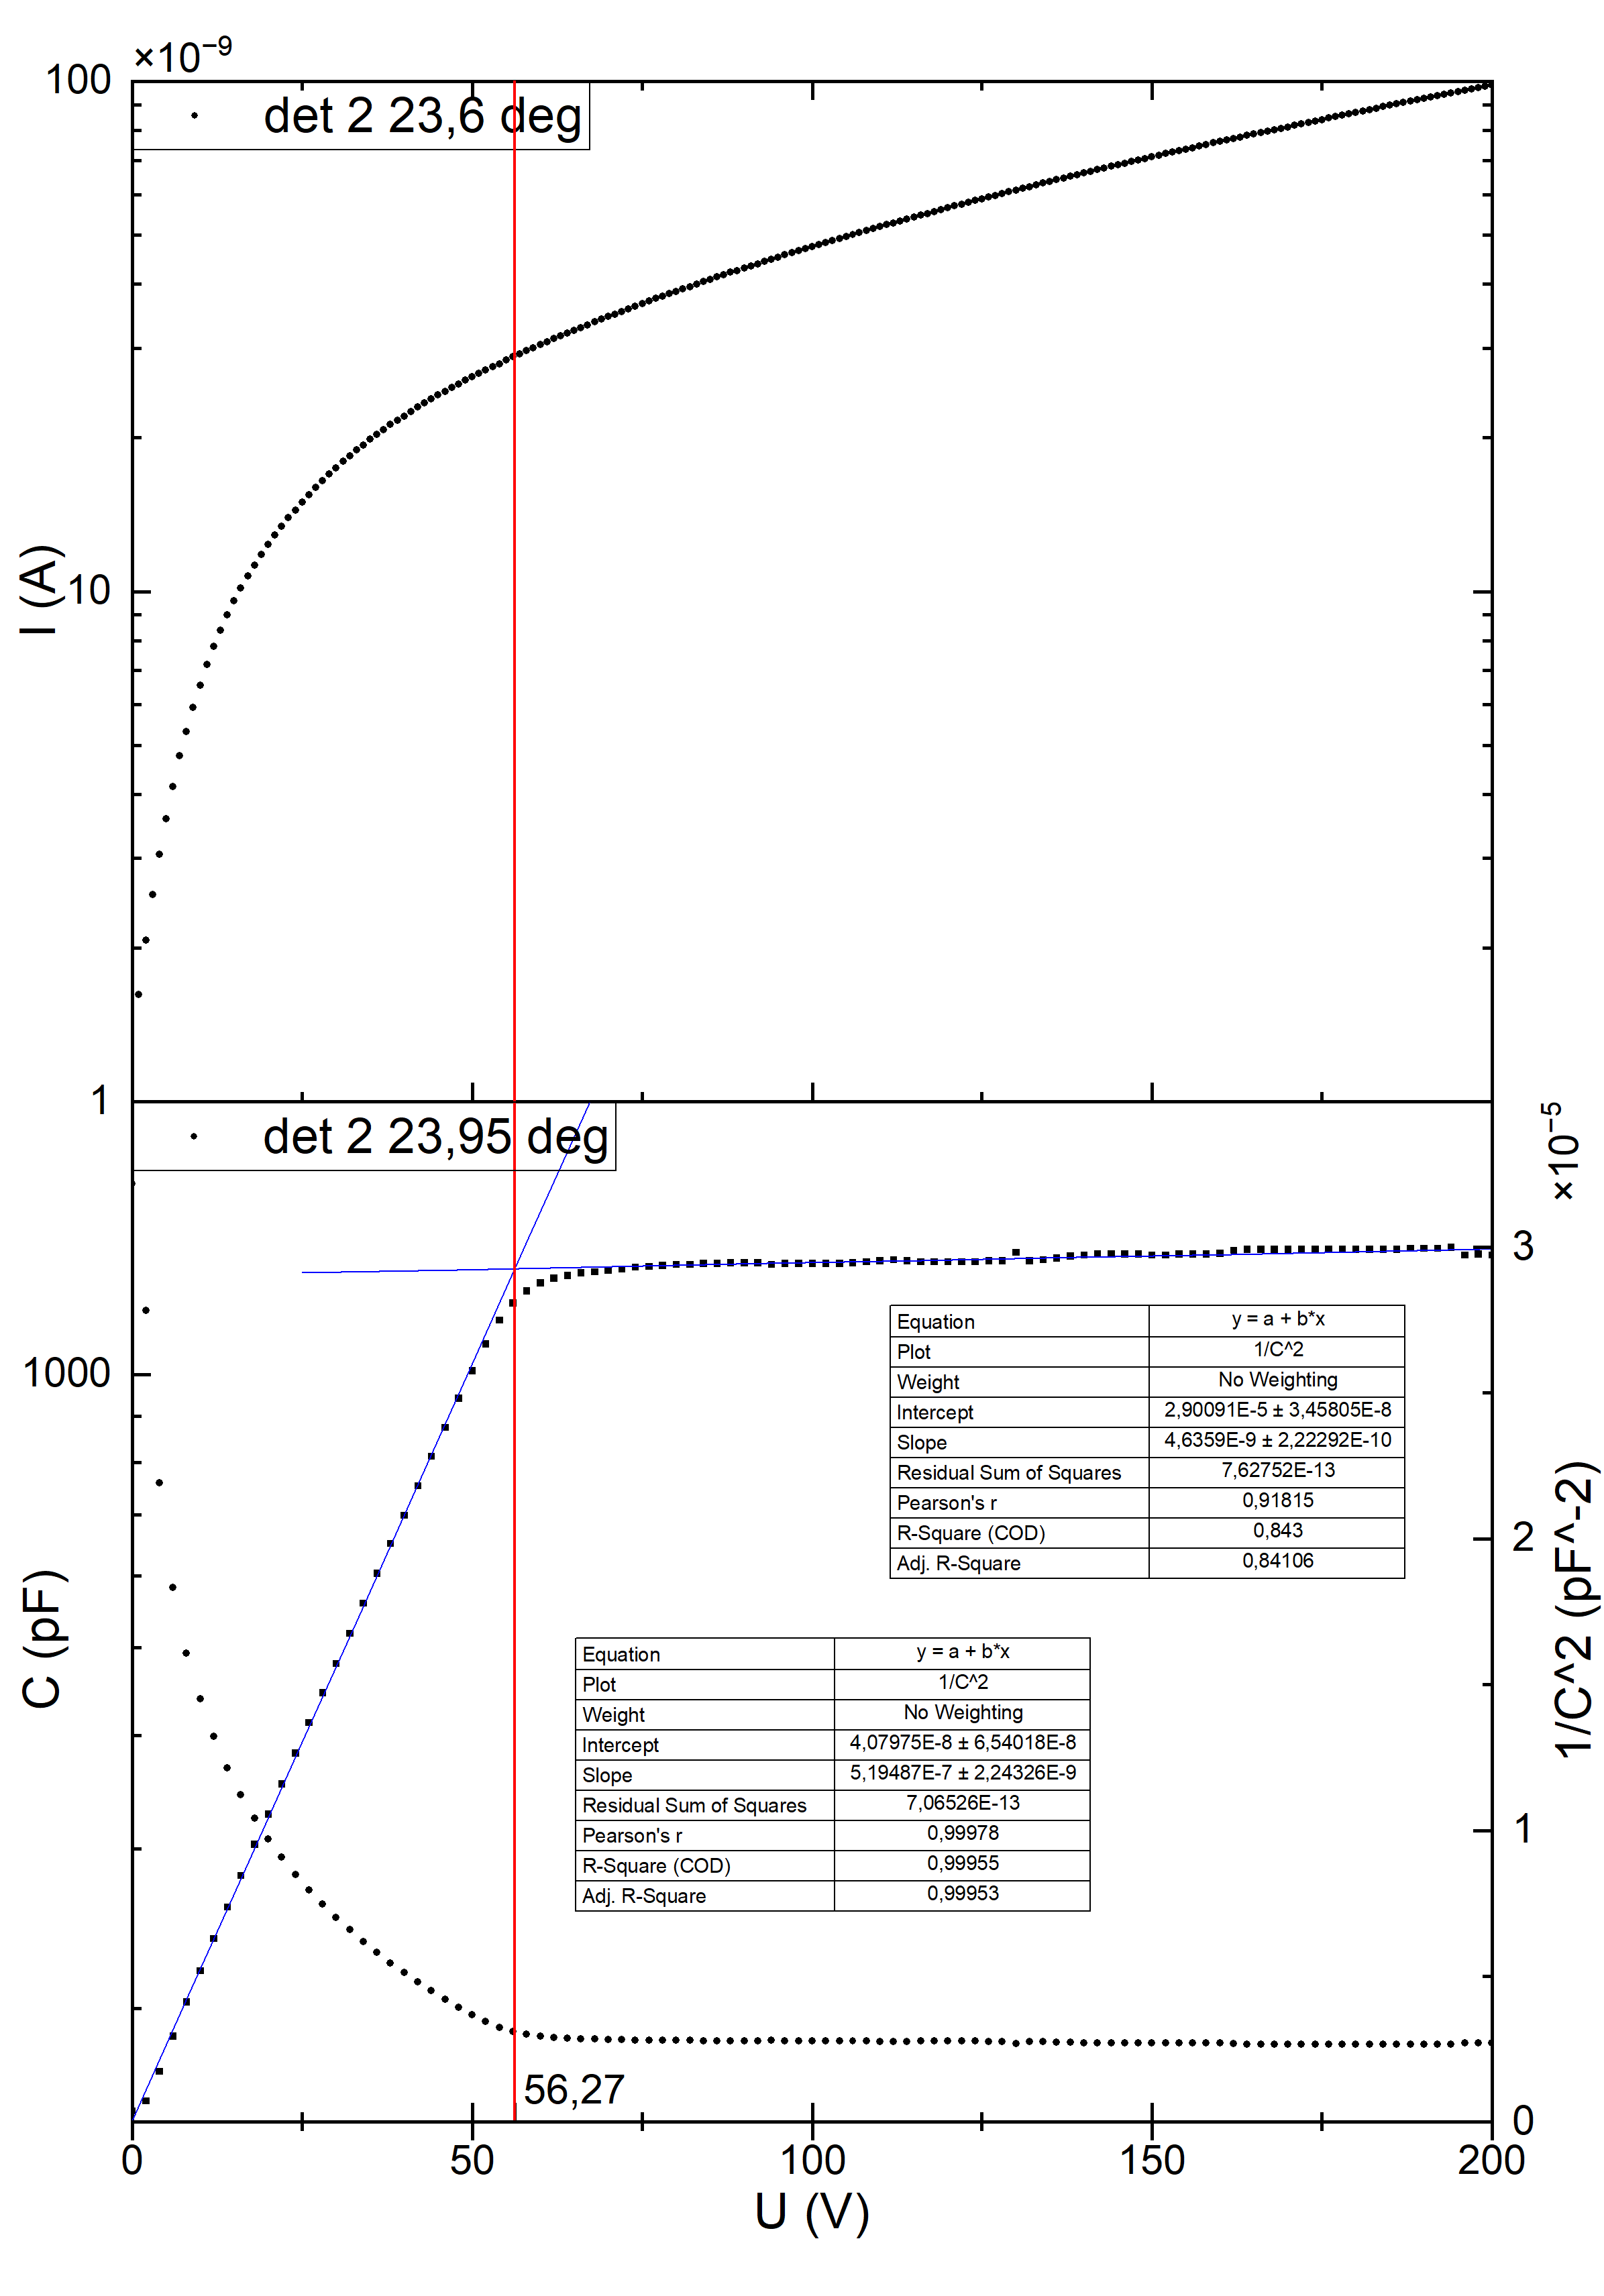 ×10⁻⁹
100
det 2 23,6 deg
I (A)
10
1
det 2 23,95 deg
×10⁻⁵
3
1000
Equation y = a + b*x
Plot 1/C^2
Weight No Weighting
Intercept 2,90091E-5 ± 3,45805E-8
Slope 4,6359E-9 ± 2,22292E-10
Residual Sum of Squares 7,62752E-13
Pearson's r 0,91815
R-Square (COD) 0,843
Adj. R-Square 0,84106
2
C (pF)
1/C^2 (pF^-2)
Equation y = a + b*x
Plot 1/C^2
Weight No Weighting
Intercept 4,07975E-8 ± 6,54018E-8
Slope 5,19487E-7 ± 2,24326E-9
Residual Sum of Squares 7,06526E-13
Pearson's r 0,99978
R-Square (COD) 0,99955
Adj. R-Square 0,99953
1
56,27
0
0 50 100 150 200
U (V)